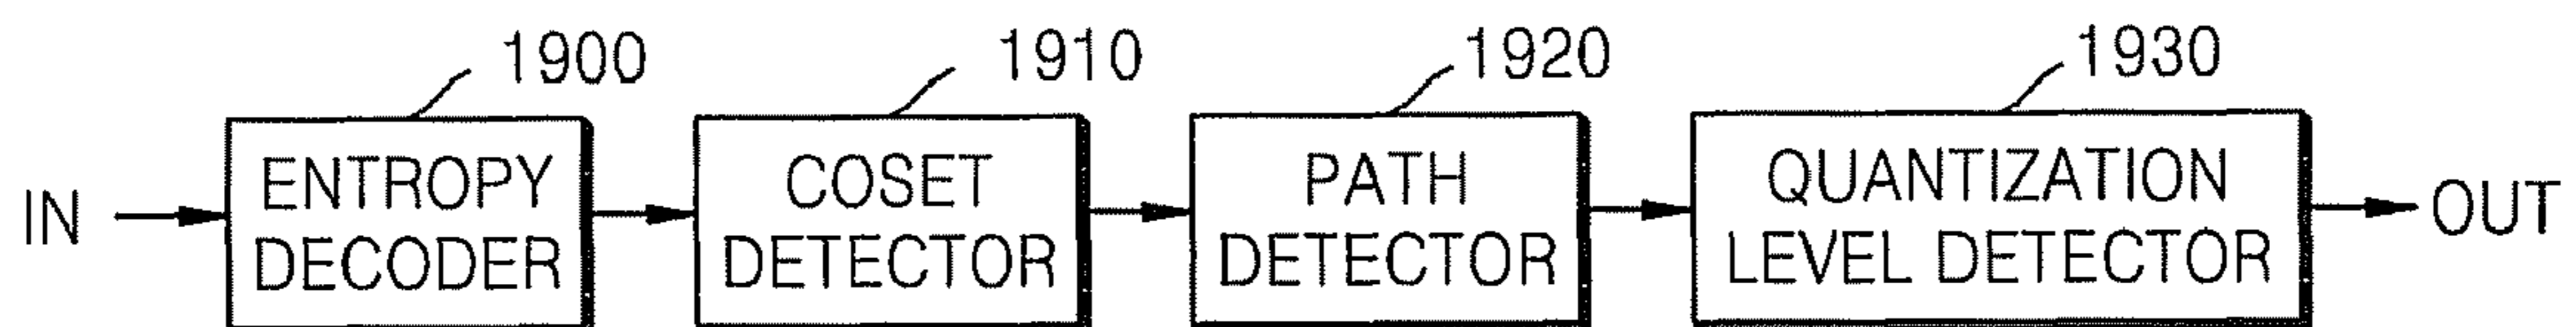 1900 1910 1920 1930
IN
ENTROPY
DECODER
COSET
DETECTOR
PATH
DETECTOR
QUANTIZATION
LEVEL DETECTOR
OUT